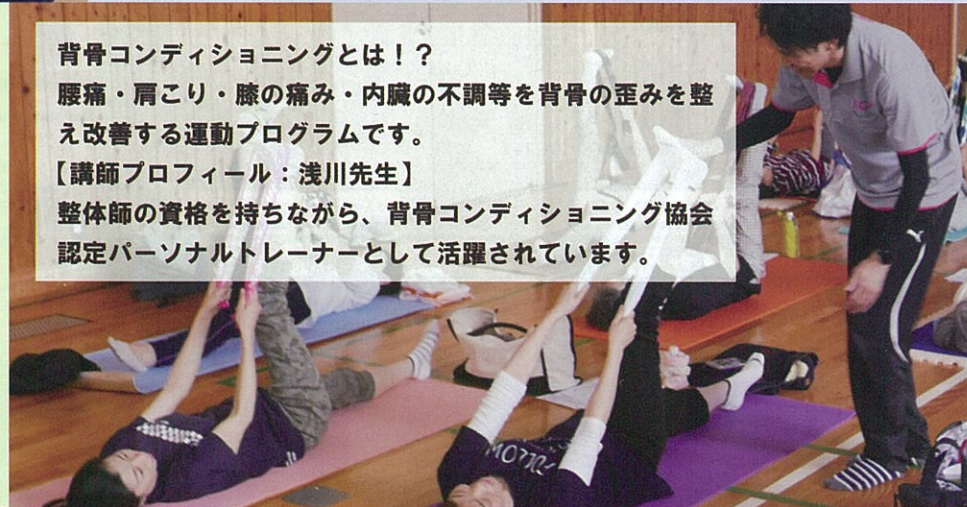 背骨コンディショニングとは！？
腰痛・肩こり・膝の痛み・内臓の不調等を背骨の歪みを整
え改善する運動プログラムです。
【講師プロフィール：浅川先生】
整体師の資格を持ちながら、背骨コンディショニング協会
認定パーソナルトレーナーとして活躍されています。
FOLLOW